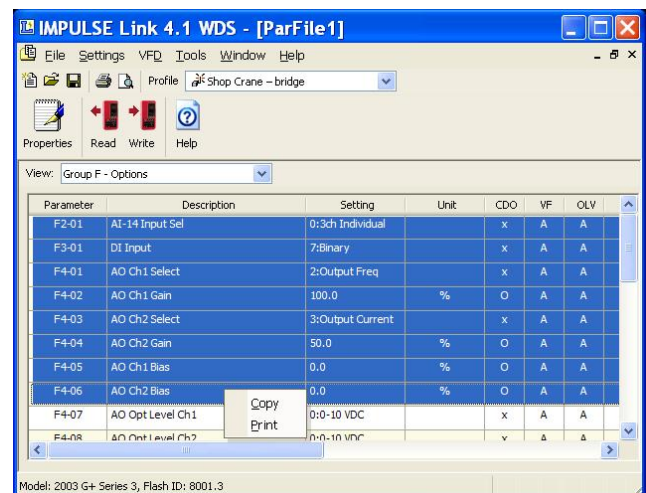 IMPULSE Link 4.1 WDS - [ParFile1]
File Settings VFD Tools Window Help
Profile Shop Crane – bridge
Properties Read Write Help
View: Group F - Options
Parameter Description Setting Unit CDO VF OLV
F2-01 AI-14 Input Sel 0:3ch Individual x A A
F3-01 DI Input 7:Binary x A A
F4-01 AO Ch1 Select 2:Output Freq x A A
F4-02 AO Ch1 Gain 100.0 % O A A
F4-03 AO Ch2 Select 3:Output Current x A A
F4-04 AO Ch2 Gain 50.0 % O A A
F4-05 AO Ch1 Bias 0.0 % O A A
F4-06 AO Ch2 Bias 0.0 % O A A
Copy
Print
F4-07 AO Opt Level Ch1 0:0-10 VDC x A A
F4-08 AO Opt Level Ch2 0:0-10 VDC x A A
Model: 2003 G+ Series 3, Flash ID: 8001.3